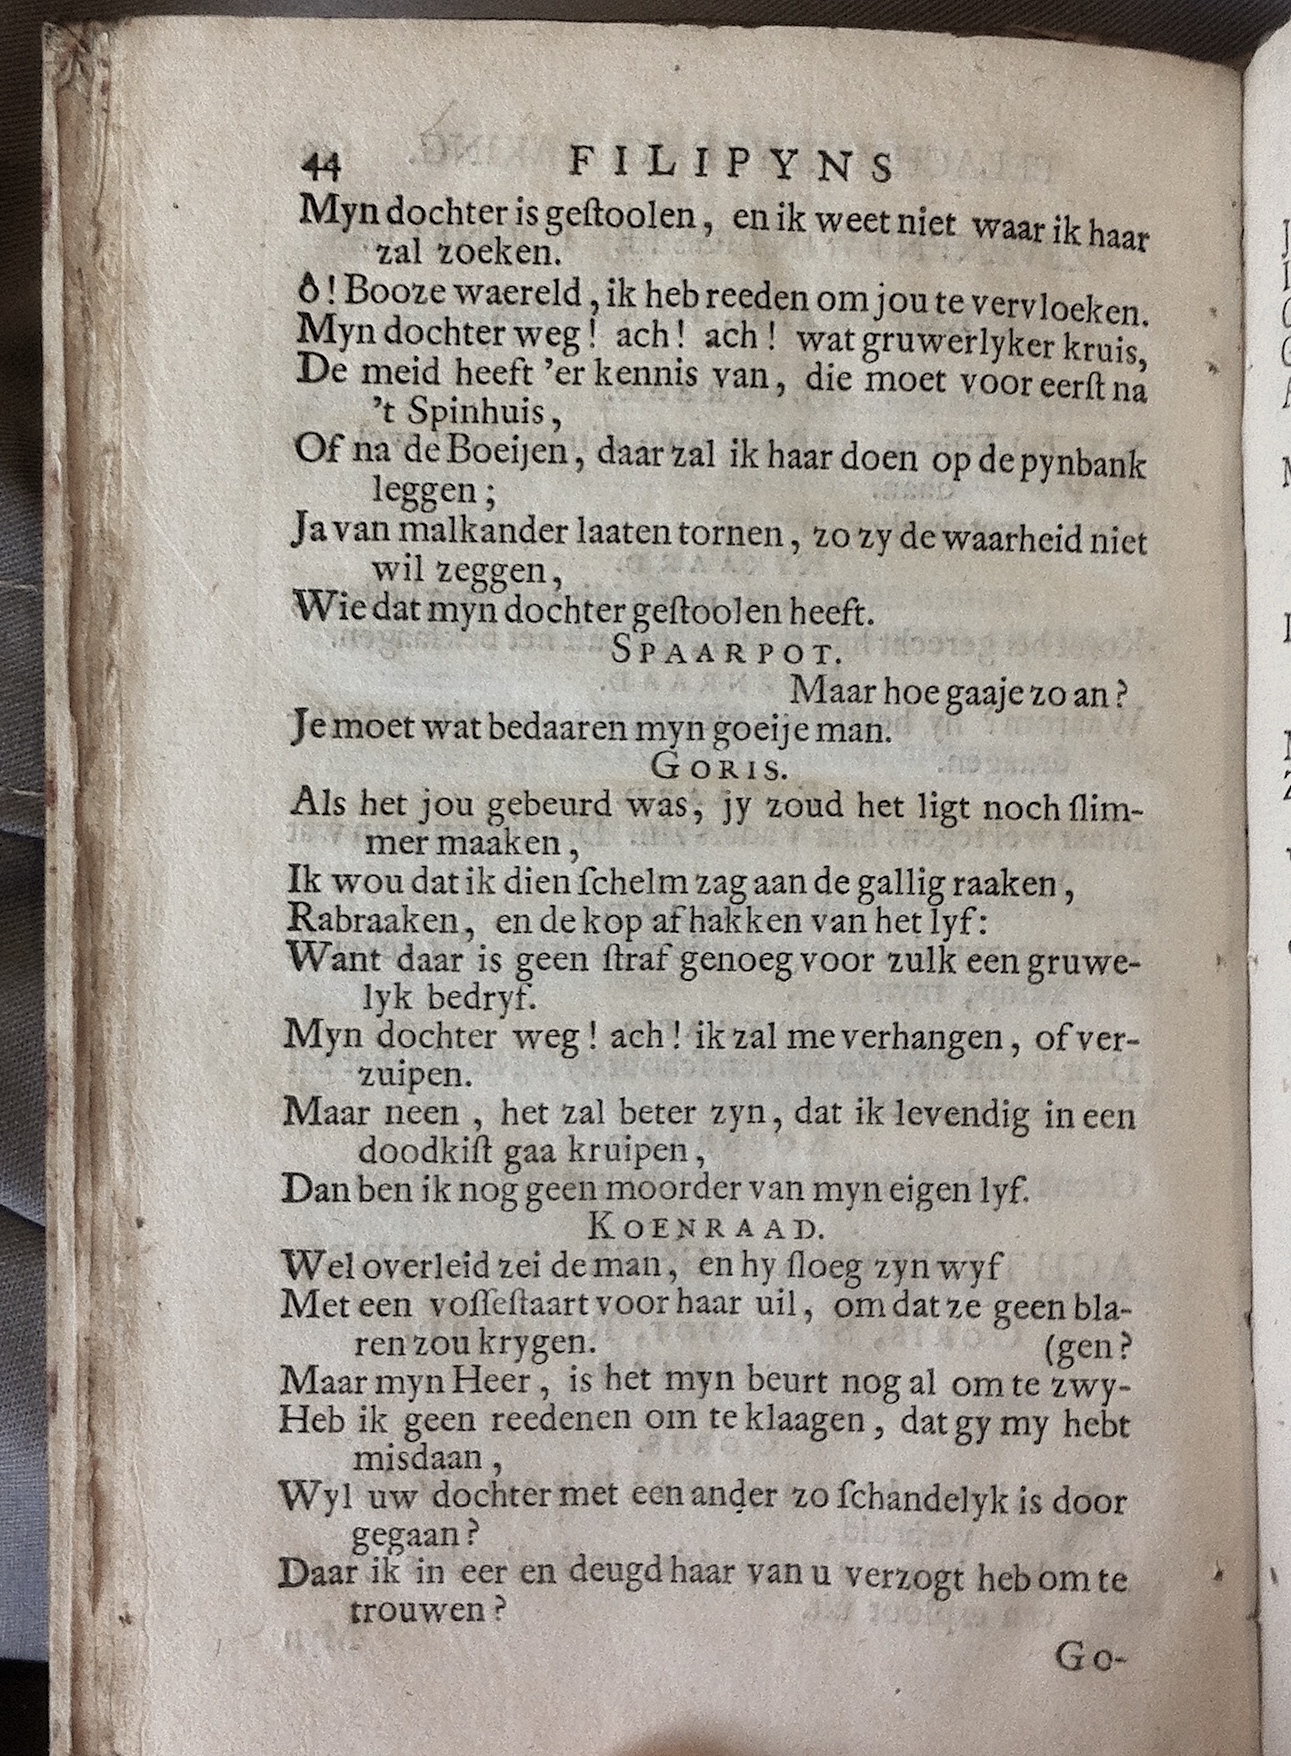 44 FILIPYNS
Myn dochter is geſtoolen, en ik weet niet waar ik haar
zal zoeken.
ô! Booze waereld, ik heb reeden om jou te vervloeken.
Myn dochter weg! ach! ach! wat gruwerlyker kruis,
De meid heeft 'er kennis van, die moet voor eerſt na
't Spinhuis,
Of na de Boeijen, daar zal ik haar doen op de pynbank
leggen;
Ja van malkander laaten tornen, zo zy de waarheid niet
wil zeggen,
Wie dat myn dochter geſtoolen heeft.
SPAARPOT.
Maar hoe gaaje zo an?
Je moet wat bedaaren myn goeije man.
GORIS.
Als het jou gebeurd was, jy zoud het ligt noch ſlim-
mer maaken,
Ik wou dat ik dien ſchelm zag aan de gallig raaken,
Rabraaken, en de kop af hakken van het lyf:
Want daar is geen ſtraf genoeg voor zulk een gruwe-
lyk bedryf.
Myn dochter weg! ach! ik zal me verhangen, of ver-
zuipen.
Maar neen, het zal beter zyn, dat ik levendig in een
doodkiſt gaa kruipen,
Dan ben ik nog geen moorder van myn eigen lyf.
KOENRAAD.
Wel overleid zei de man, en hy ſloeg zyn wyf
Met een voſſeſtaart voor haar uil, om dat ze geen bla-
ren zou krygen. (gen?
Maar myn Heer, is het myn beurt nog al om te zwy-
Heb ik geen reedenen om te klaagen, dat gy my hebt
misdaan,
Wyl uw dochter met een ander zo ſchandelyk is door
gegaan?
Daar ik in eer en deugd haar van u verzogt heb om te
trouwen?
Go-